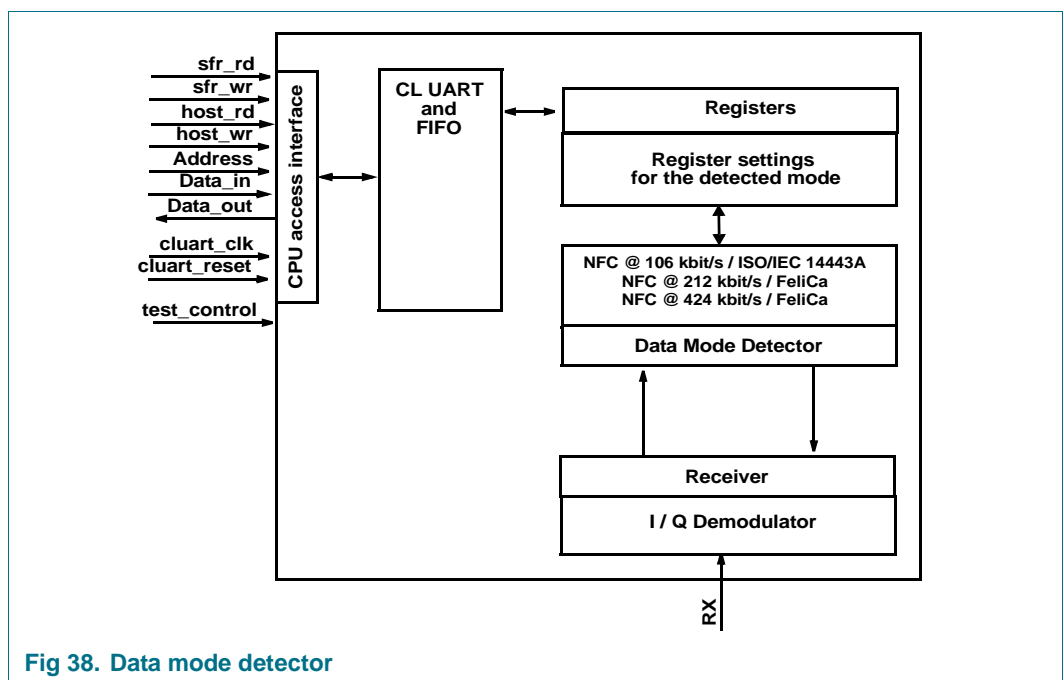 sfr_rd
sfr_wr
host_rd
host_wr
Address
Data_in
Data_out
cluart_clk
cluart_reset
test_control
CPU access interface
CL UART
and
FIFO
Registers
Register settings
for the detected mode
NFC @ 106 kbit/s / ISO/IEC 14443A
NFC @ 212 kbit/s / FeliCa
NFC @ 424 kbit/s / FeliCa
Data Mode Detector
Receiver
I / Q Demodulator
RX
Fig 38. Data mode detector